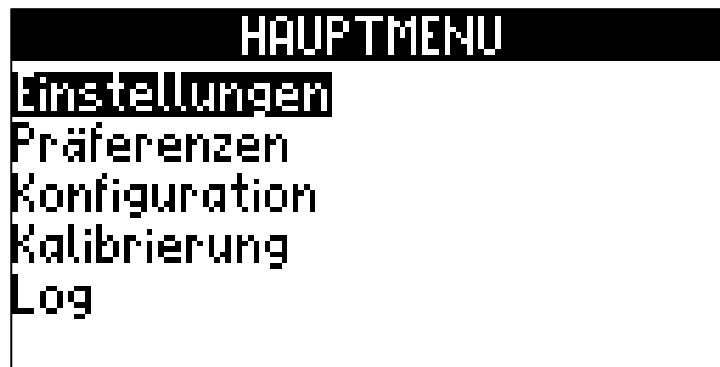 HAUPTMENU
Einstellungen
Präferenzen
Konfiguration
Kalibrierung
Log